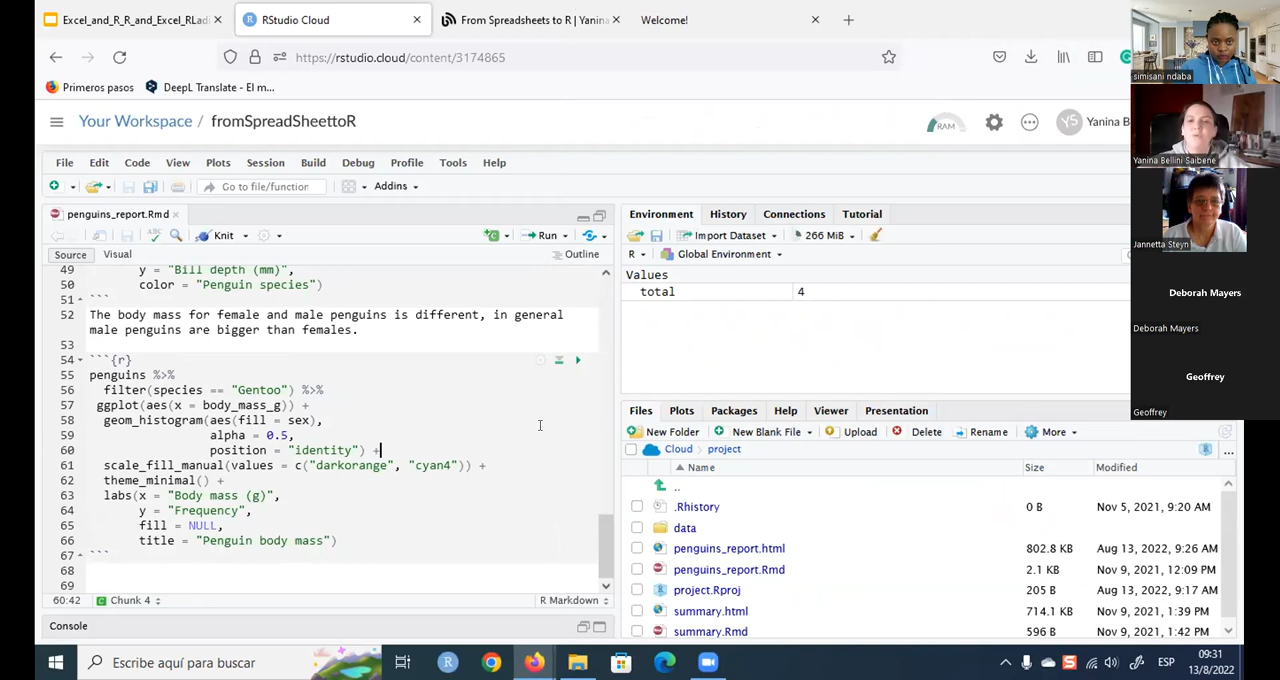 Excel_and_R_R_and_Excel_RLadi
RStudio Cloud
From Spreadsheets to R | Yanina
Welcome!
https://rstudio.cloud/content/3174865
Primeros pasos
DeepL Translate - El m...
Your Workspace / fromSpreadSheettoR
RAM
YS
Yanina B
File Edit Code View Plots Session Build Debug Profile Tools Help
Go to file/function
Addins
penguins_report.Rmd
ABC
Knit
Run
Source Visual
Outline
49 y = "Bill depth (mm)",
50 color = "Penguin species")
51 ```
52 The body mass for female and male penguins is different, in general
male penguins are bigger than females.
53
54 ```{r}
55 penguins %>%
56 filter(species == "Gentoo") %>%
57 ggplot(aes(x = body_mass_g)) +
58 geom_histogram(aes(fill = sex),
59 alpha = 0.5,
60 position = "identity") +
61 scale_fill_manual(values = c("darkorange", "cyan4")) +
62 theme_minimal() +
63 labs(x = "Body mass (g)",
64 y = "Frequency",
65 fill = NULL,
66 title = "Penguin body mass")
67 ```
68
69
60:42 Chunk 4 R Markdown
Console
Environment History Connections Tutorial
Import Dataset
266 MiB
R Global Environment
Values
total 4
Files Plots Packages Help Viewer Presentation
New Folder New Blank File Upload Delete Rename More
Cloud project
...
Name Size Modified
..
.Rhistory 0 B Nov 5, 2021, 9:20 AM
data
penguins_report.html 802.8 KB Aug 13, 2022, 9:26 AM
penguins_report.Rmd 2.1 KB Nov 9, 2021, 12:09 PM
project.Rproj 205 B Aug 13, 2022, 9:17 AM
summary.html 714.1 KB Nov 9, 2021, 1:39 PM
summary.Rmd 596 B Nov 9, 2021, 1:42 PM
simisani ndaba
Yanina Bellini Saibene
Jannetta Steyn
Deborah Mayers
Deborah Mayers
Geoffrey
Geoffrey
Escribe aquí para buscar
ESP
09:31
13/8/2022